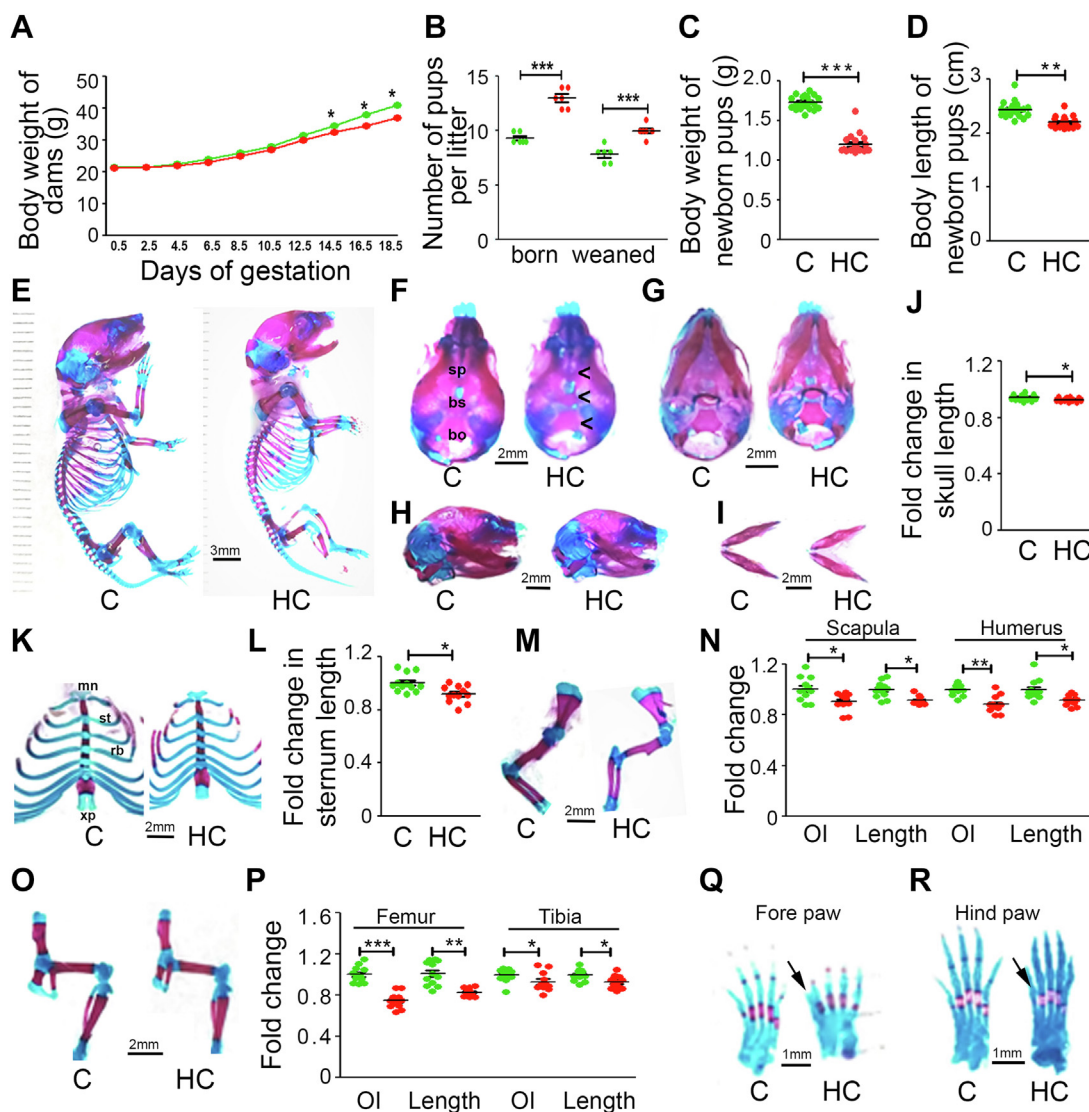 A
Body weight of
dams (g)
50
40
30
20
10
0
* * *
0.5 2.5 4.5 6.5 8.5 10.5 12.5 14.5 16.5 18.5
Days of gestation
B
Number of pups
per litter
15
10
5
0
*** ***
born weaned
C
Body weight of
newborn pups (g)
2.0
1.5
1.0
0.5
0
***
C HC
D
Body length of
newborn pups (cm)
3
2
1
0
**
C HC
E
3mm
C HC
F
sp
bs
bo
< < <
2mm
C HC
G
2mm
C HC
H
2mm
C HC
I
2mm
C HC
J
Fold change in
skull length
1.2
0.8
0.4
0
*
C HC
K
mn
st
rb
xp
2mm
C HC
L
Fold change in
sternum length
1.2
0.8
0.4
0
*
C HC
M
2mm
C HC
N
Fold change
1.2
0.8
0.4
0
Scapula Humerus
* * ** *
OI Length OI Length
O
2mm
C HC
P
Fold change
1.6
1.2
0.8
0.4
0
Femur Tibia
*** ** * *
OI Length OI Length
Q
Fore paw
1mm
C HC
R
Hind paw
1mm
C HC